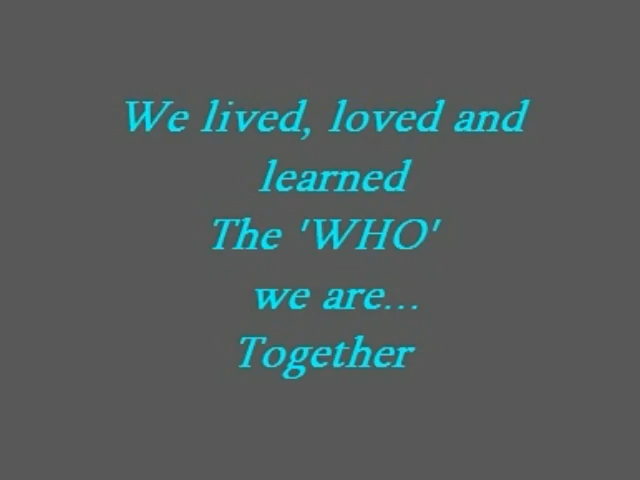 We lived, loved and
learned
The 'WHO'
we are...
Together